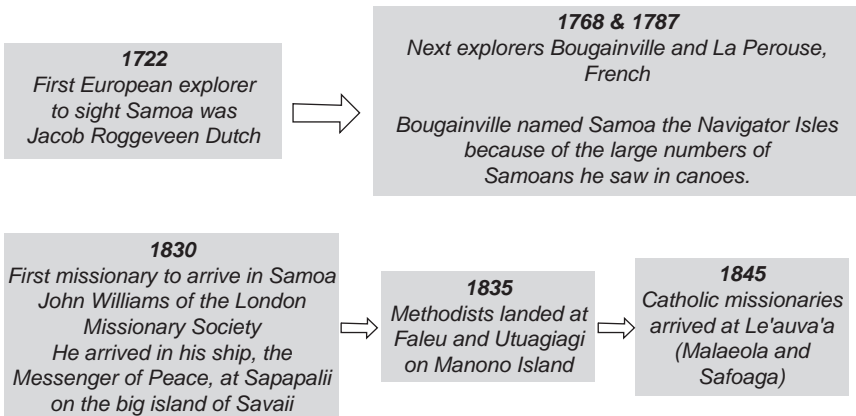 1722
First European explorer
to sight Samoa was
Jacob Roggeveen Dutch
1768 & 1787
Next explorers Bougainville and La Perouse,
French
Bougainville named Samoa the Navigator Isles
because of the large numbers of
Samoans he saw in canoes.
1830
First missionary to arrive in Samoa
John Williams of the London
Missionary Society
He arrived in his ship, the
Messenger of Peace, at Sapapalii
on the big island of Savaii
1835
Methodists landed at
Faleu and Utuagiagi
on Manono Island
1845
Catholic missionaries
arrived at Le'auva'a
(Malaeola and
Safoaga)